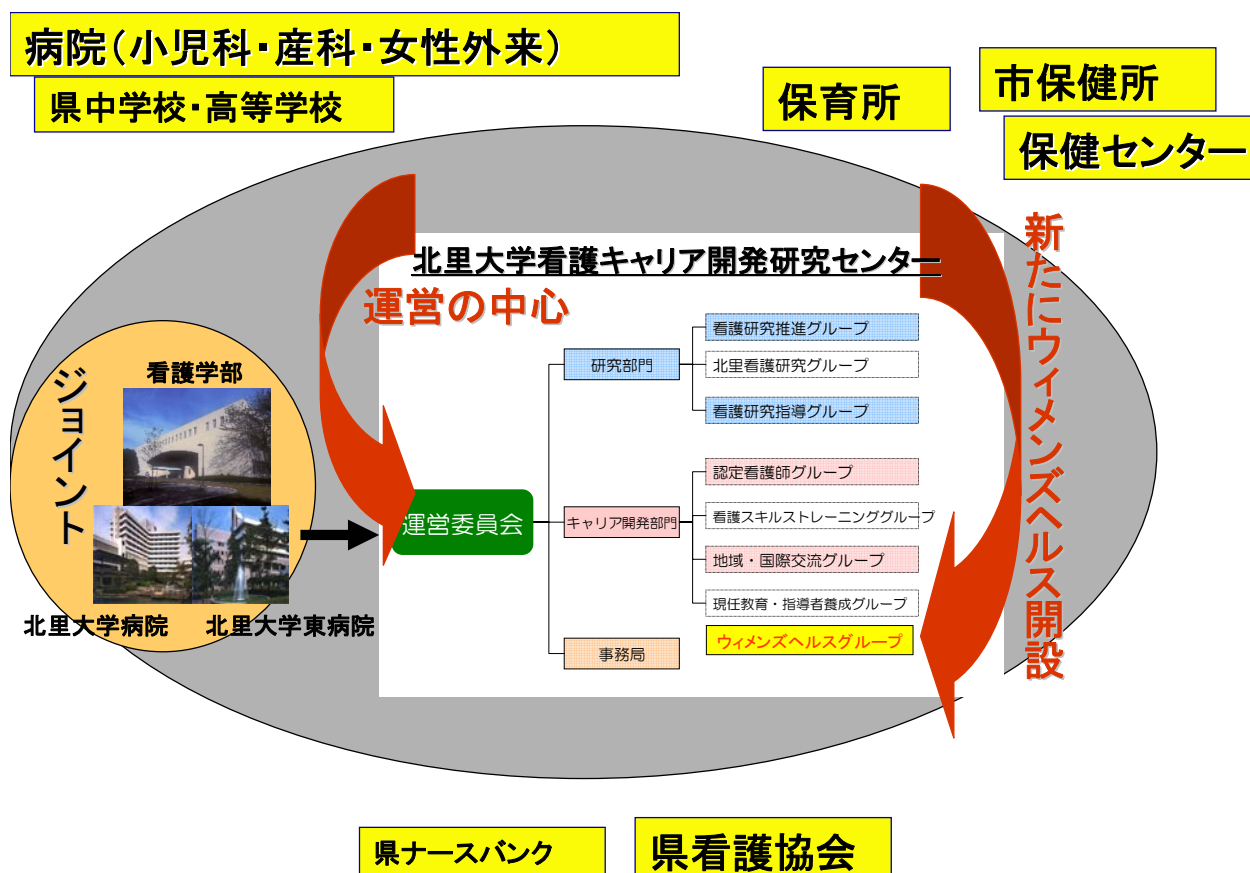 病院(小児科・産科・女性外来)
県中学校・高等学校
保育所
市保健所
保健センター
北里大学看護キャリア開発研究センター
運営の中心
新たにウィメンズヘルス開設
ジョイント
看護学部
北里大学病院
北里大学東病院
運営委員会
研究部門
看護研究推進グループ
北里看護研究グループ
看護研究指導グループ
キャリア開発部門
認定看護師グループ
看護スキルストレーニンググループ
地域・国際交流グループ
現任教育・指導者養成グループ
ウィメンズヘルスグループ
事務局
県ナースバンク
県看護協会